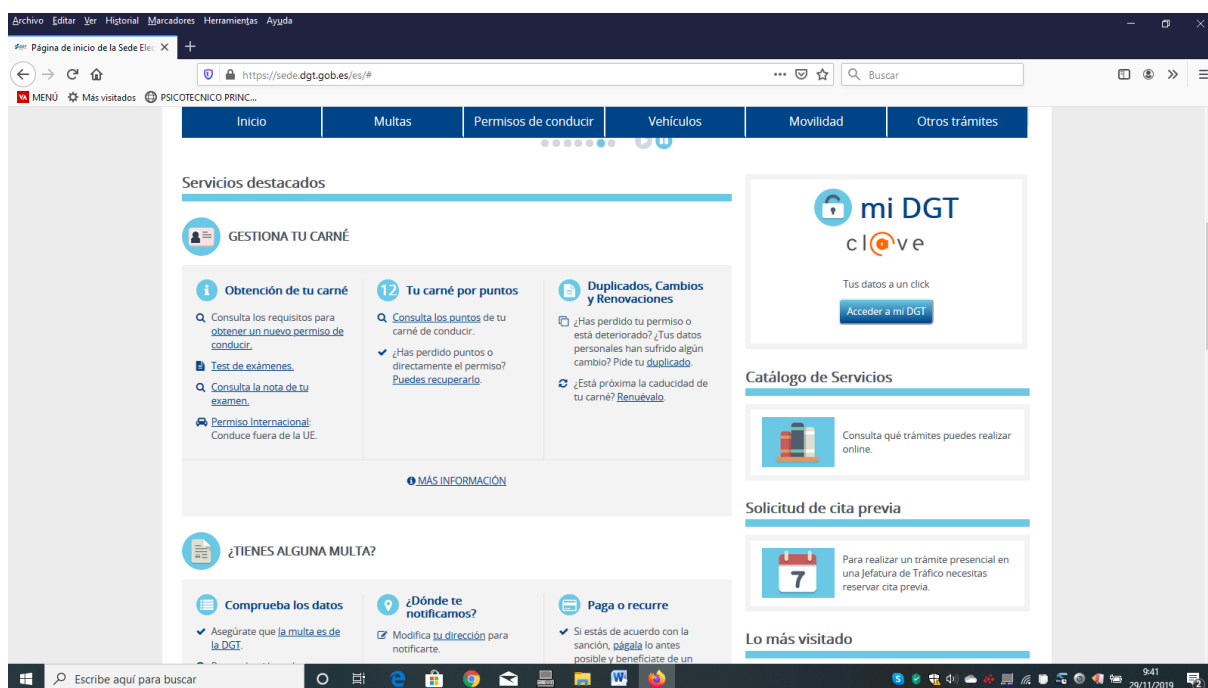 Archivo Editar Ver Historial Marcadores Herramientas Ayuda
Página de inicio de la Sede Elec
https://sede.dgt.gob.es/es/#
Buscar
MENÚ Más visitados PSICOTECNICO PRINC...
Inicio Multas Permisos de conducir Vehículos Movilidad Otros trámites
Servicios destacados
GESTIONA TU CARNÉ
Obtención de tu carné
Consulta los requisitos para
obtener un nuevo permiso de
conducir.
Test de exámenes.
Consulta la nota de tu
examen.
Permiso Internacional:
Conduce fuera de la UE.
12 Tu carné por puntos
Consulta los puntos de tu
carné de conducir.
¿Has perdido puntos o
directamente el permiso?
Puedes recuperarlo.
Duplicados, Cambios
y Renovaciones
¿Has perdido tu permiso o
está deteriorado? ¿Tus datos
personales han sufrido algún
cambio? Pide tu duplicado.
¿Está próxima la caducidad de
tu carné? Renuévalo.
MÁS INFORMACIÓN
¿TIENES ALGUNA MULTA?
Comprueba los datos
Asegúrate que la multa es de
la DGT.
¿Dónde te
notificamos?
Modifica tu dirección para
notificarte.
Paga o recurre
Si estás de acuerdo con la
sanción, págala lo antes
posible y benefíciate de un
mi DGT
cl@ve
Tus datos a un click
Acceder a mi DGT
Catálogo de Servicios
Consulta qué trámites puedes realizar
online.
Solicitud de cita previa
7
Para realizar un trámite presencial en
una Jefatura de Tráfico necesitas
reservar cita previa.
Lo más visitado
Escribe aquí para buscar
9:41
29/11/2019